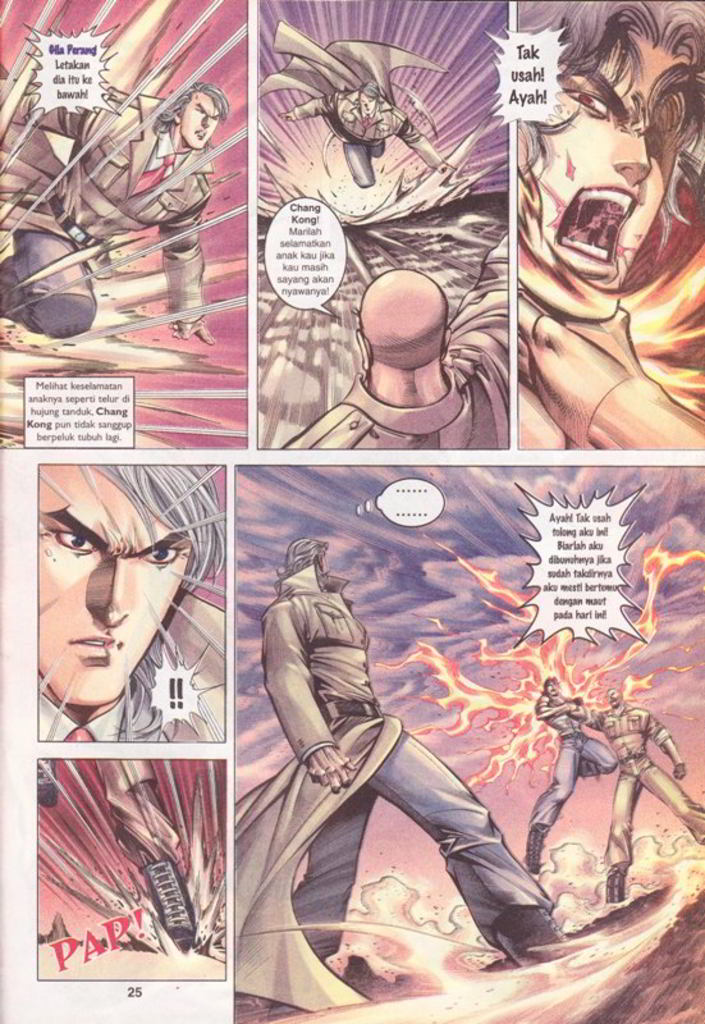 Gila Perang
Letakan
dia itu ke
bawah!
Melihat keselamatan
anaknya seperti telur di
hujung tanduk, Chang
Kong pun tidak sanggup
berpeluk tubuh lagi.
Chang
Kong!
Marilah
selamatkan
anak kau jika
kau masih
sayang akan
nyawanya!
Tak
usah!
Ayah!
!!
PAP!
......
......
Ayah! Tak usah
tolong aku ini!
Biarlah aku
dibunuhnya jika
sudah takdirnya
aku mesti bertemu
dengan maut
pada hari ini!
25